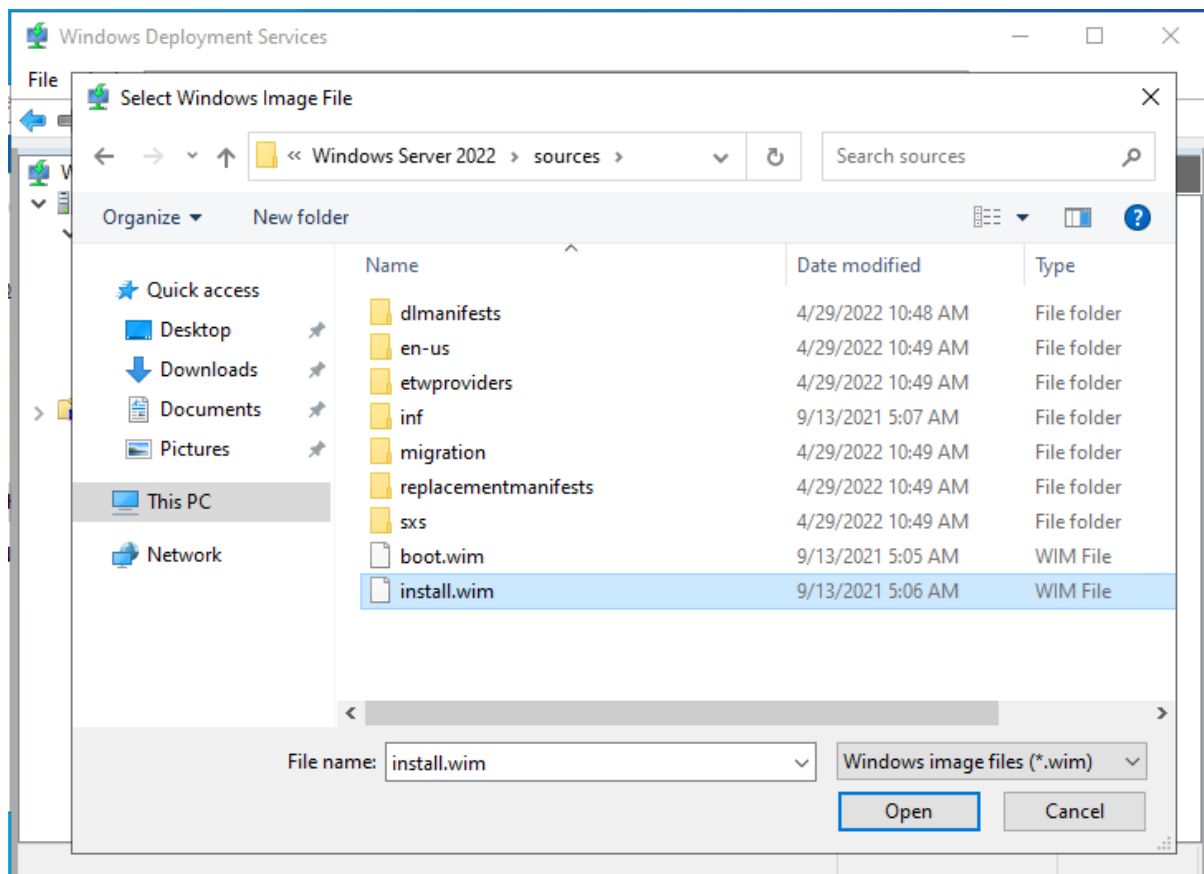 Windows Deployment Services
File
Select Windows Image File
« Windows Server 2022 > sources >
Search sources
Organize
New folder
Name Date modified Type
Quick access
Desktop
Downloads
Documents
Pictures
This PC
Network
dlmanifests 4/29/2022 10:48 AM File folder
en-us 4/29/2022 10:49 AM File folder
etwproviders 4/29/2022 10:49 AM File folder
inf 9/13/2021 5:07 AM File folder
migration 4/29/2022 10:49 AM File folder
replacementmanifests 4/29/2022 10:49 AM File folder
sxs 4/29/2022 10:49 AM File folder
boot.wim 9/13/2021 5:05 AM WIM File
install.wim 9/13/2021 5:06 AM WIM File
File name: install.wim Windows image files (*.wim)
Open Cancel